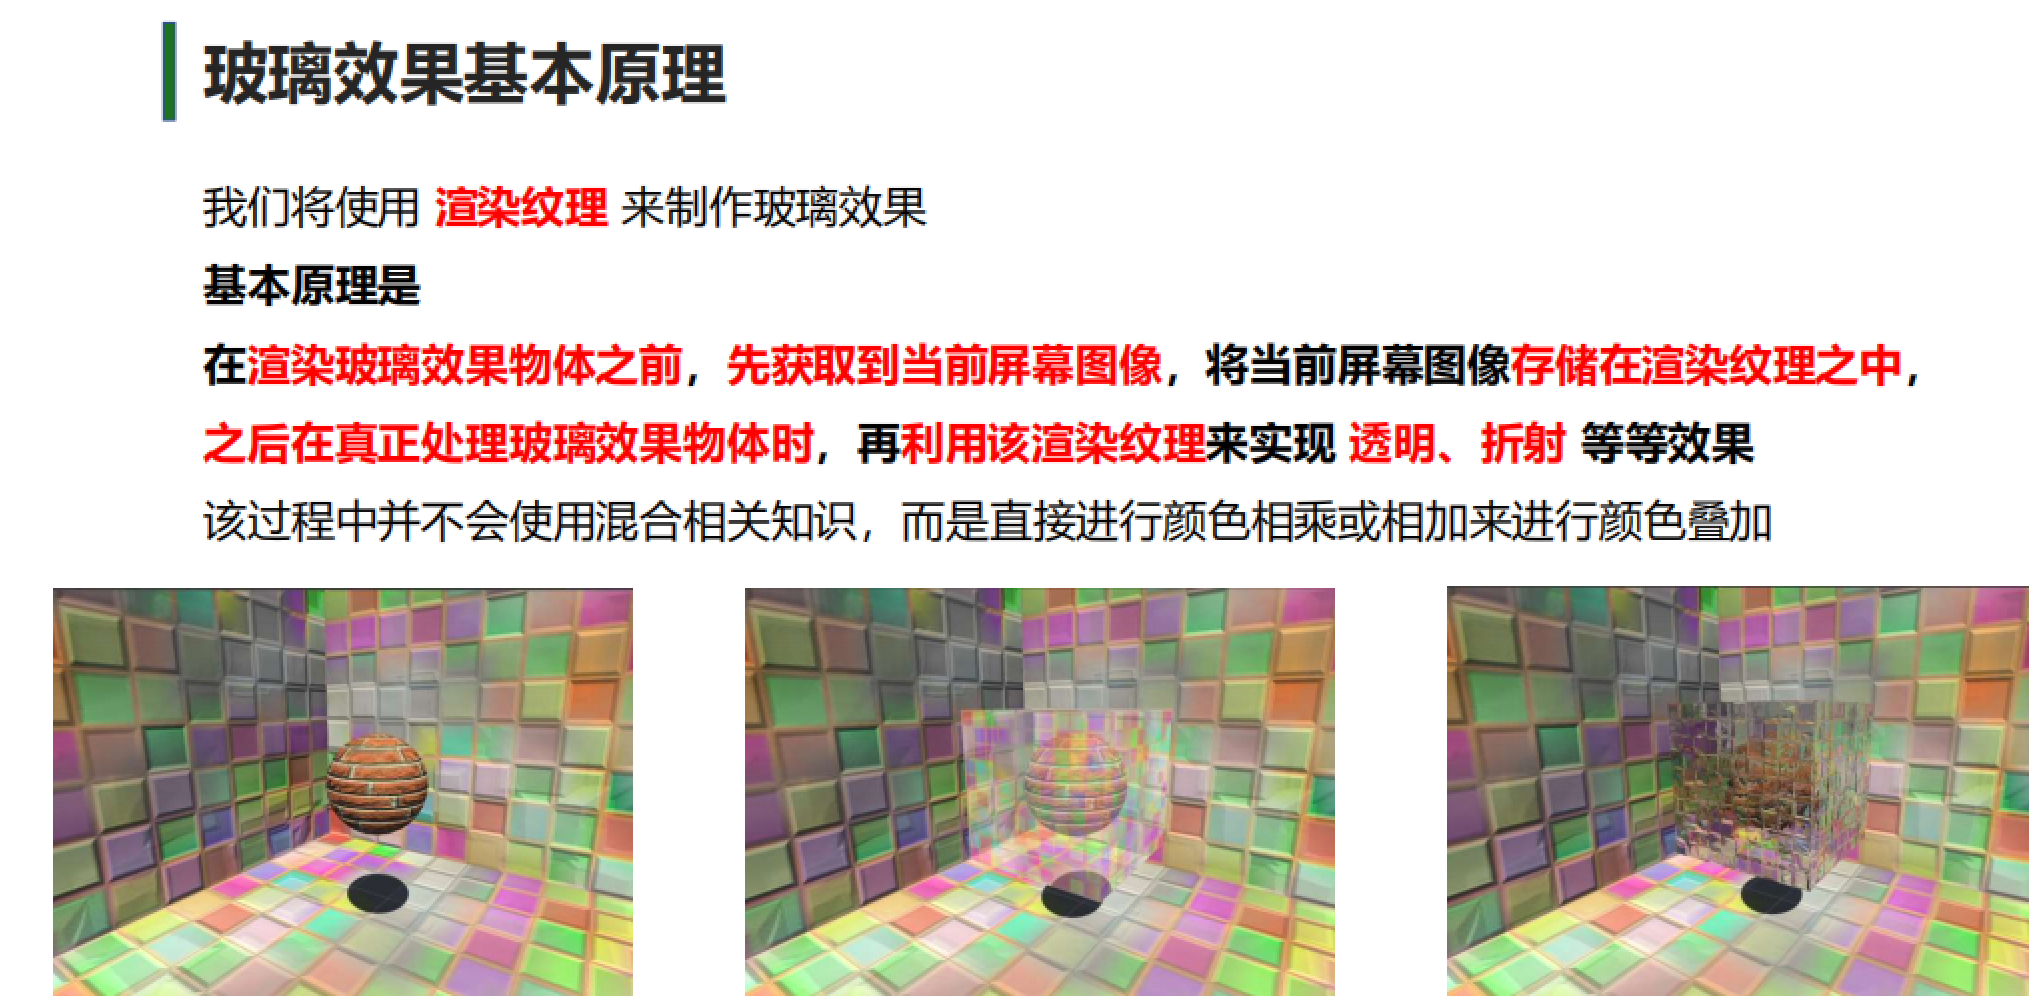 玻璃效果基本原理
我们将使用 渲染纹理 来制作玻璃效果
基本原理是
在渲染玻璃效果物体之前，先获取到当前屏幕图像，将当前屏幕图像存储在渲染纹理之中，
之后在真正处理玻璃效果物体时，再利用该渲染纹理来实现 透明、折射 等等效果
该过程中并不会使用混合相关知识，而是直接进行颜色相乘或相加来进行颜色叠加